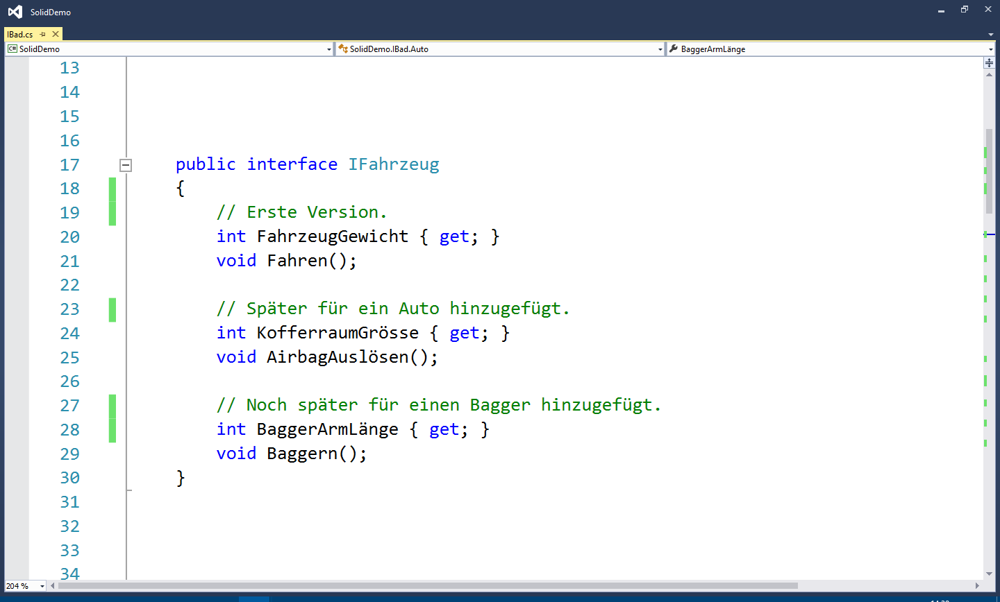 SolidDemo
IBad.cs
C# SolidDemo
SolidDemo.IBad.Auto
BaggerArmLänge
13
14
15
16
17 public interface IFahrzeug
18 {
19 // Erste Version.
20 int FahrzeugGewicht { get; }
21 void Fahren();
22
23 // Später für ein Auto hinzugefügt.
24 int KofferraumGrösse { get; }
25 void AirbagAuslösen();
26
27 // Noch später für einen Bagger hinzugefügt.
28 int BaggerArmLänge { get; }
29 void Baggern();
30 }
31
32
33
34
204 %